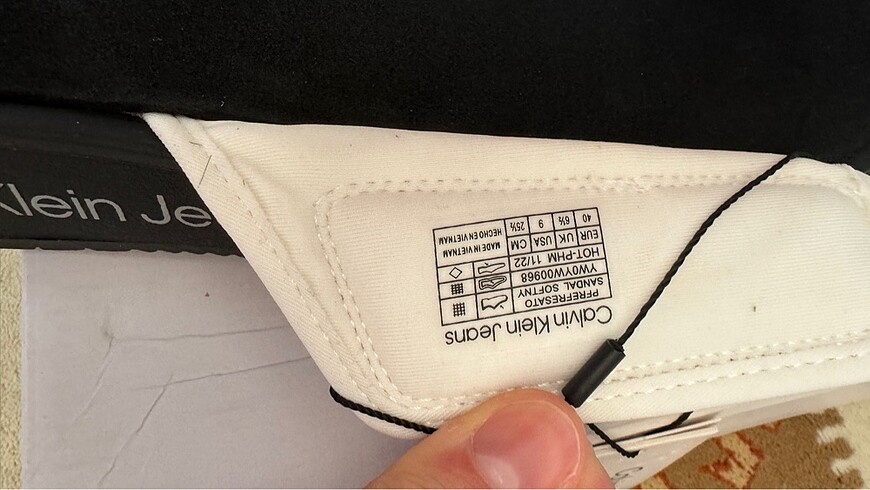 Klein Je
Calvin Klein Jeans
PREFRESATO
SANDAL SOFTNY
YW0YW00968
HOT-PHM 11/22
EUR UK USA CM
40 6½ 9 25½
MADE IN VIETNAM
HECHO EN VIETNAM